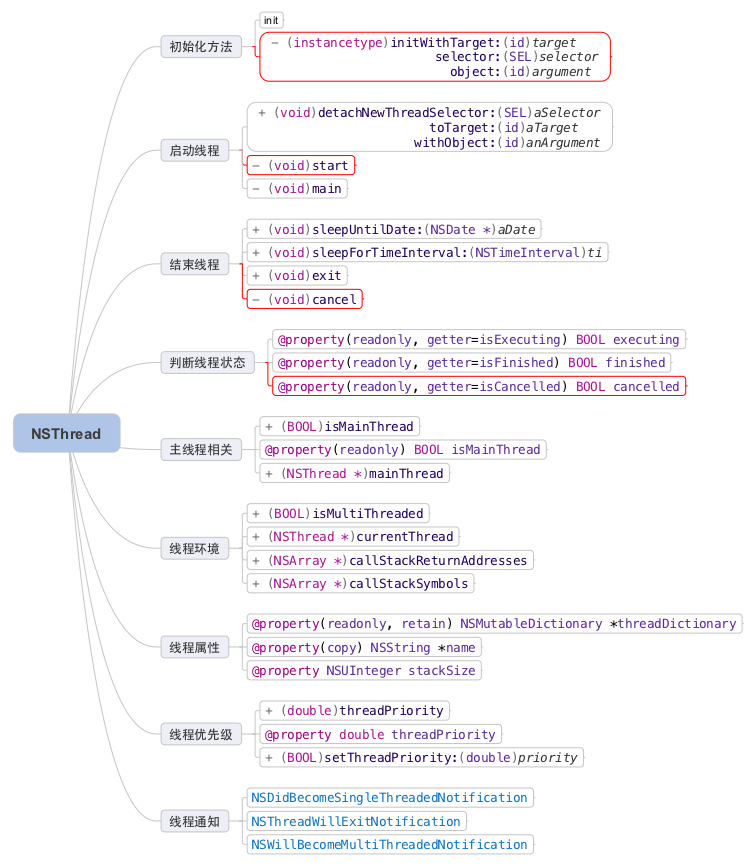 NSThread
初始化方法
init
− (instancetype)initWithTarget:(id)target
selector:(SEL)selector
object:(id)argument
启动线程
+ (void)detachNewThreadSelector:(SEL)aSelector
toTarget:(id)aTarget
withObject:(id)anArgument
− (void)start
− (void)main
结束线程
+ (void)sleepUntilDate:(NSDate *)aDate
+ (void)sleepForTimeInterval:(NSTimeInterval)ti
+ (void)exit
− (void)cancel
判断线程状态
@property(readonly, getter=isExecuting) BOOL executing
@property(readonly, getter=isFinished) BOOL finished
@property(readonly, getter=isCancelled) BOOL cancelled
主线程相关
+ (BOOL)isMainThread
@property(readonly) BOOL isMainThread
+ (NSThread *)mainThread
线程环境
+ (BOOL)isMultiThreaded
+ (NSThread *)currentThread
+ (NSArray *)callStackReturnAddresses
+ (NSArray *)callStackSymbols
线程属性
@property(readonly, retain) NSMutableDictionary *threadDictionary
@property(copy) NSString *name
@property NSUInteger stackSize
线程优先级
+ (double)threadPriority
@property double threadPriority
+ (BOOL)setThreadPriority:(double)priority
线程通知
NSDidBecomeSingleThreadedNotification
NSThreadWillExitNotification
NSWillBecomeMultiThreadedNotification